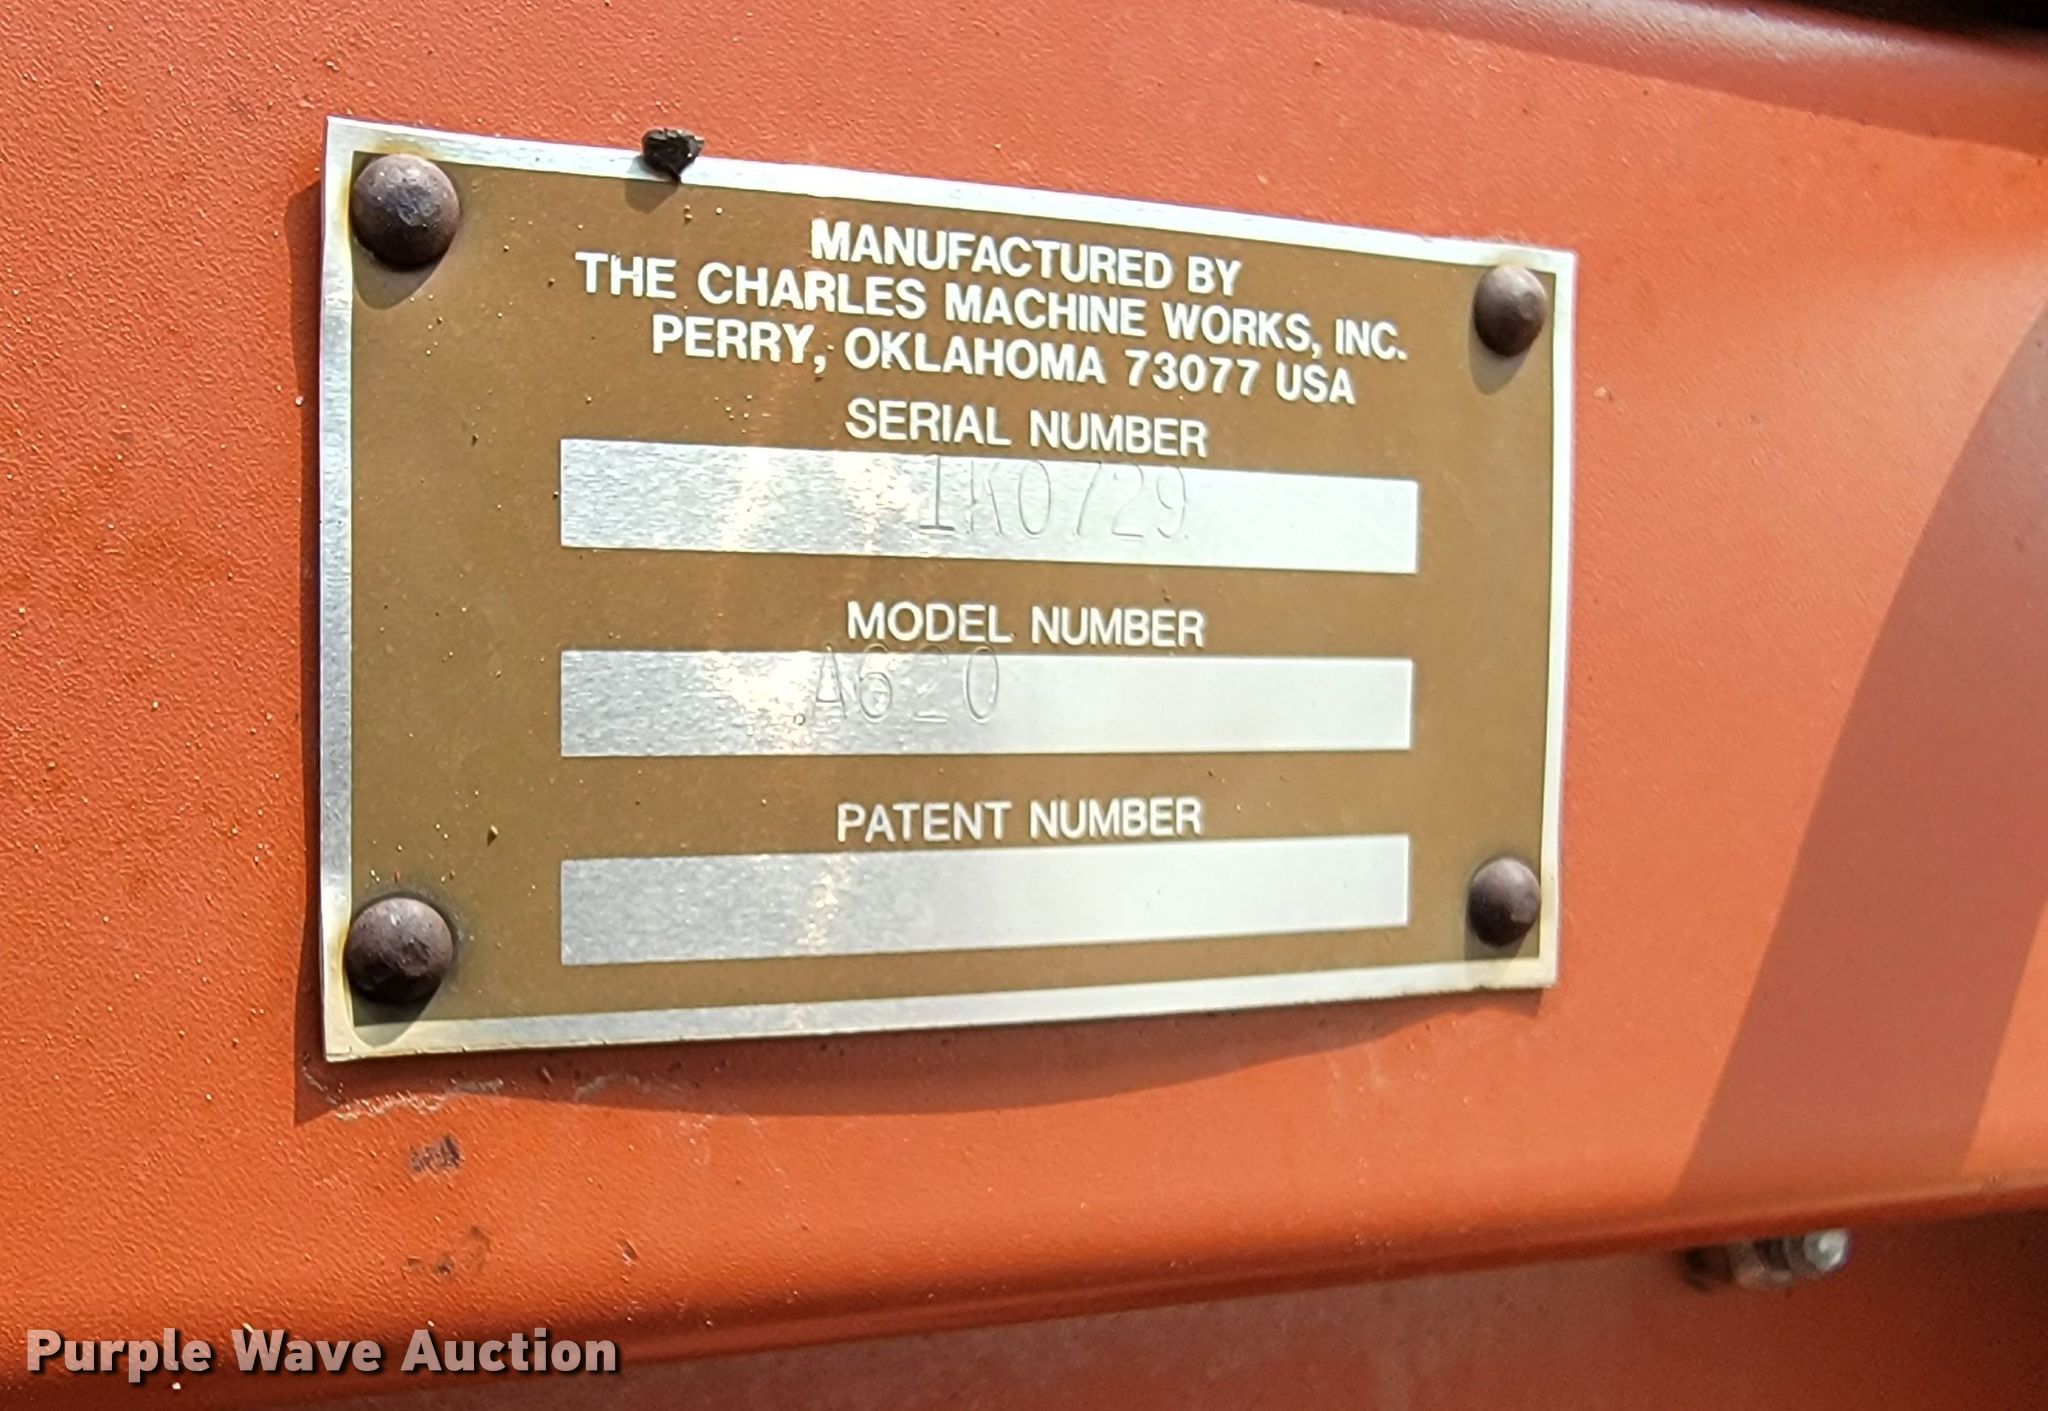 MANUFACTURED BY
THE CHARLES MACHINE WORKS, INC.
PERRY, OKLAHOMA 73077 USA
SERIAL NUMBER
1K0729
MODEL NUMBER
A620
PATENT NUMBER
Purple Wave Auction